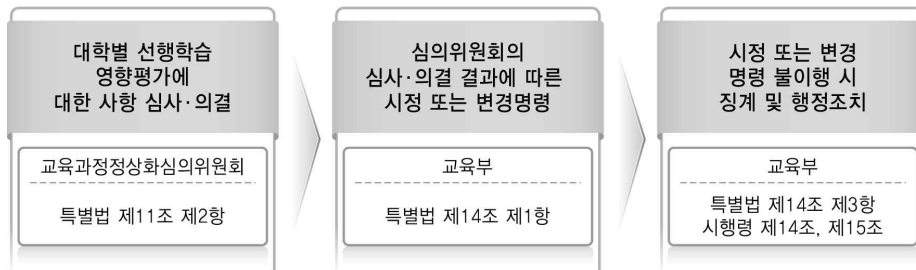 대학별 선행학습
영향평가에
대한 사항 심사·의결
교육과정정상화심의위원회
특별법 제11조 제2항
심의위원회의
심사·의결 결과에 따른
시정 또는 변경명령
교육부
특별법 제14조 제1항
시정 또는 변경
명령 불이행 시
징계 및 행정조치
교육부
특별법 제14조 제3항
시행령 제14조, 제15조